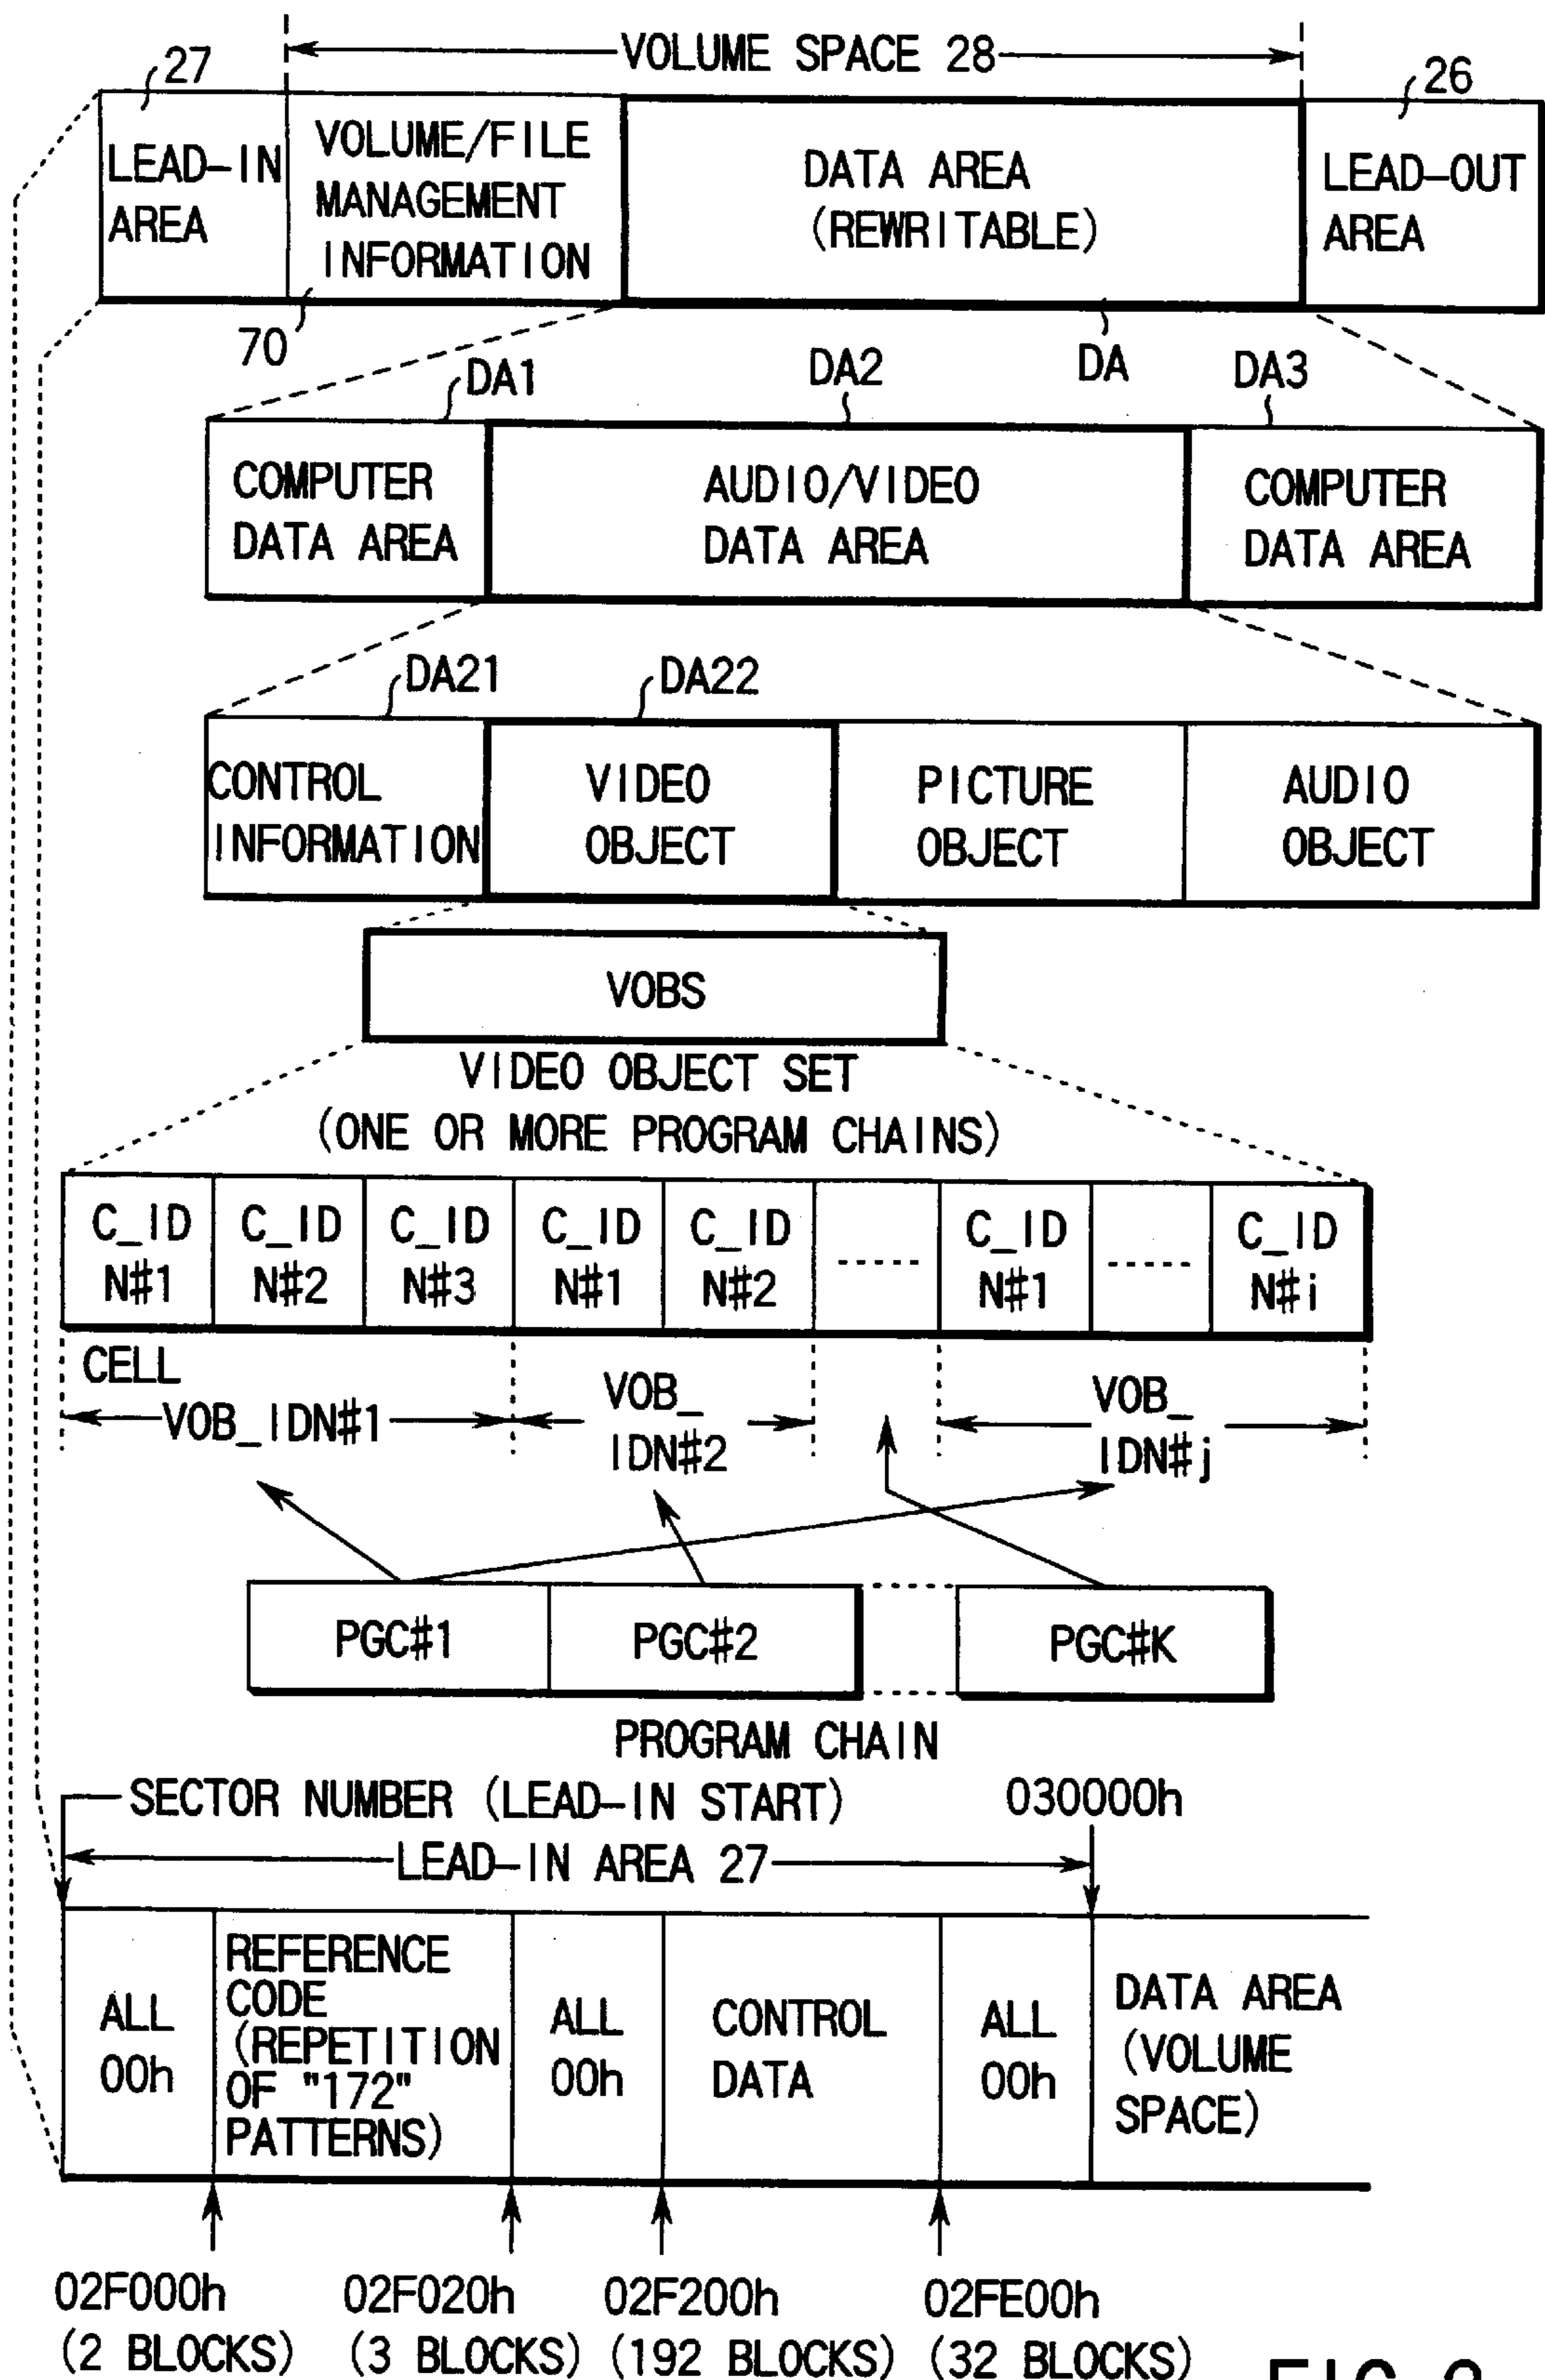 VOLUME SPACE 28
27
26
LEAD-IN
AREA
VOLUME/FILE
MANAGEMENT
INFORMATION
DATA AREA
(REWRITABLE)
LEAD-OUT
AREA
70
DA1
DA2
DA
DA3
COMPUTER
DATA AREA
AUDIO/VIDEO
DATA AREA
COMPUTER
DATA AREA
DA21
DA22
CONTROL
INFORMATION
VIDEO
OBJECT
PICTURE
OBJECT
AUDIO
OBJECT
VOBS
VIDEO OBJECT SET
(ONE OR MORE PROGRAM CHAINS)
C_ID
N#1
C_ID
N#2
C_ID
N#3
C_ID
N#1
C_ID
N#2
C_ID
N#1
C_ID
N#i
CELL
VOB_IDN#1
VOB_
IDN#2
VOB_
IDN#j
PGC#1
PGC#2
PGC#K
PROGRAM CHAIN
SECTOR NUMBER (LEAD-IN START)
030000h
LEAD-IN AREA 27
ALL
00h
REFERENCE
CODE
(REPETITION
OF "172"
PATTERNS)
ALL
00h
CONTROL
DATA
ALL
00h
DATA AREA
(VOLUME
SPACE)
02F000h
(2 BLOCKS)
02F020h
(3 BLOCKS)
02F200h
(192 BLOCKS)
02FE00h
(32 BLOCKS)